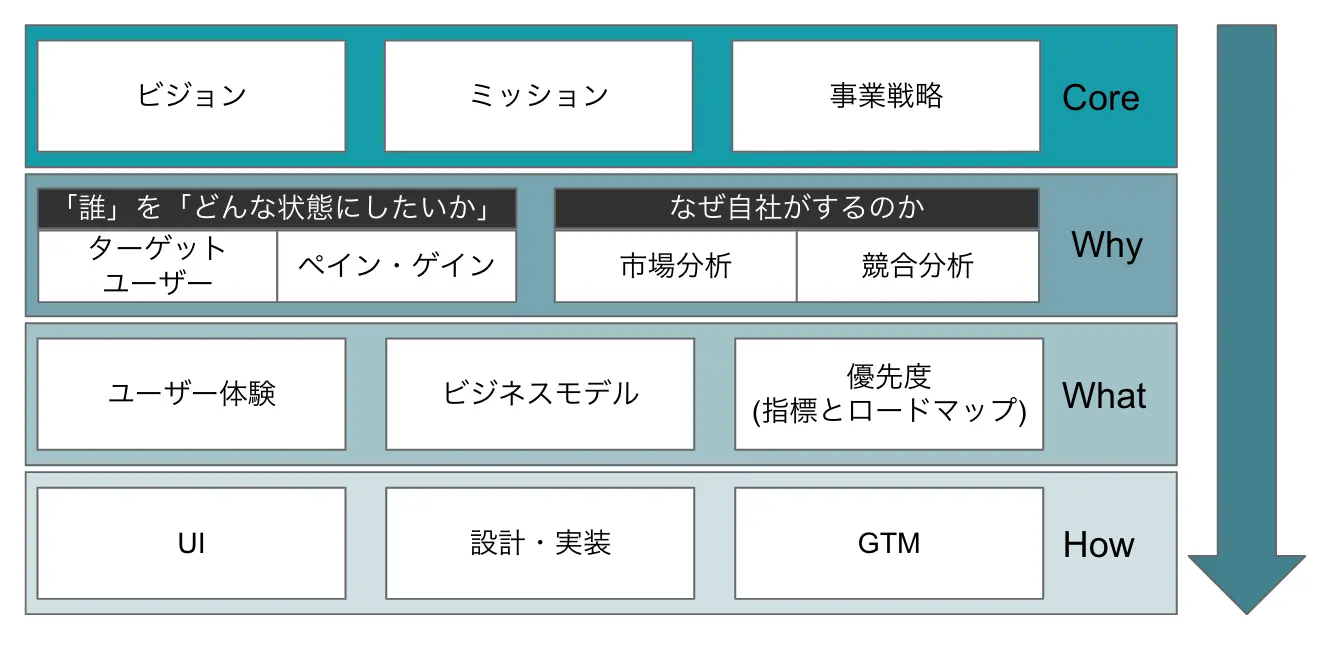 ビジョン
ミッション
事業戦略
Core
「誰」を「どんな状態にしたいか」
なぜ自社がするのか
ターゲット
ユーザー
ペイン・ゲイン
市場分析
競合分析
Why
ユーザー体験
ビジネスモデル
優先度
(指標とロードマップ)
What
UI
設計・実装
GTM
How